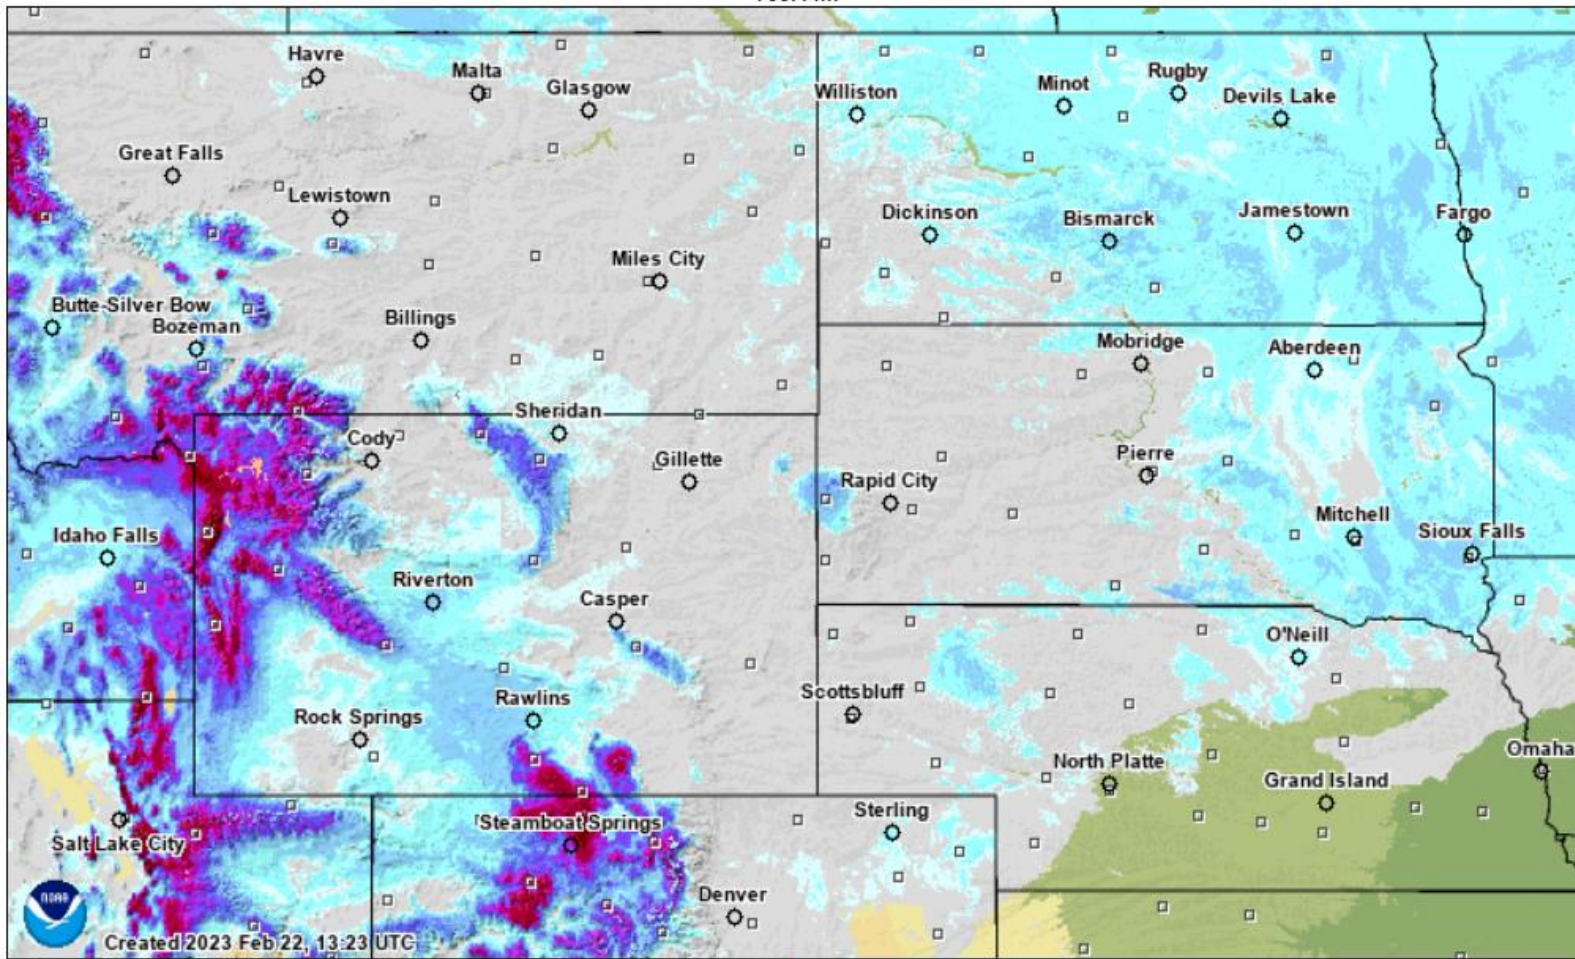 Havre
Malta
Glasgow
Williston
Minot
Rugby
Devils Lake
Great Falls
Lewistown
Dickinson
Bismarck
Jamestown
Fargo
Miles City
Butte-Silver Bow
Bozeman
Billings
Mobridge
Aberdeen
Sheridan
Cody
Gillette
Pierre
Rapid City
Mitchell
Sioux Falls
Idaho Falls
Riverton
Casper
O'Neill
Scottsbluff
Rawlins
Rock Springs
North Platte
Grand Island
Omaha
Sterling
Steamboat Springs
Salt Lake City
Denver
NOAA
Created 2023 Feb 22, 13:23 UTC